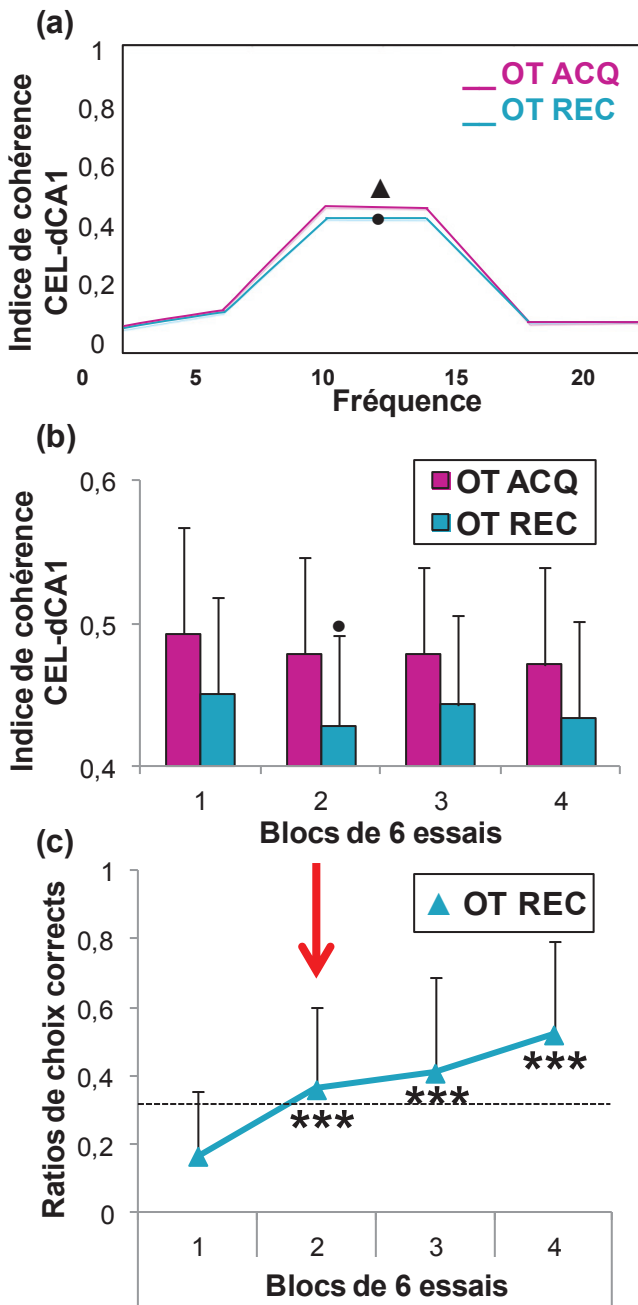 (a)
1
0,8
0,6
0,4
0,2
0
Indice de cohérence
CEL-dCA1
__ OT ACQ
__ OT REC
0 5 10 15 20
Fréquence
(b)
0,6
0,5
0,4
Indice de cohérence
CEL-dCA1
OT ACQ
OT REC
1 2 3 4
Blocs de 6 essais
(c)
1
0,8
0,6
0,4
0,2
0
Ratios de choix corrects
OT REC
*** *** ***
1 2 3 4
Blocs de 6 essais